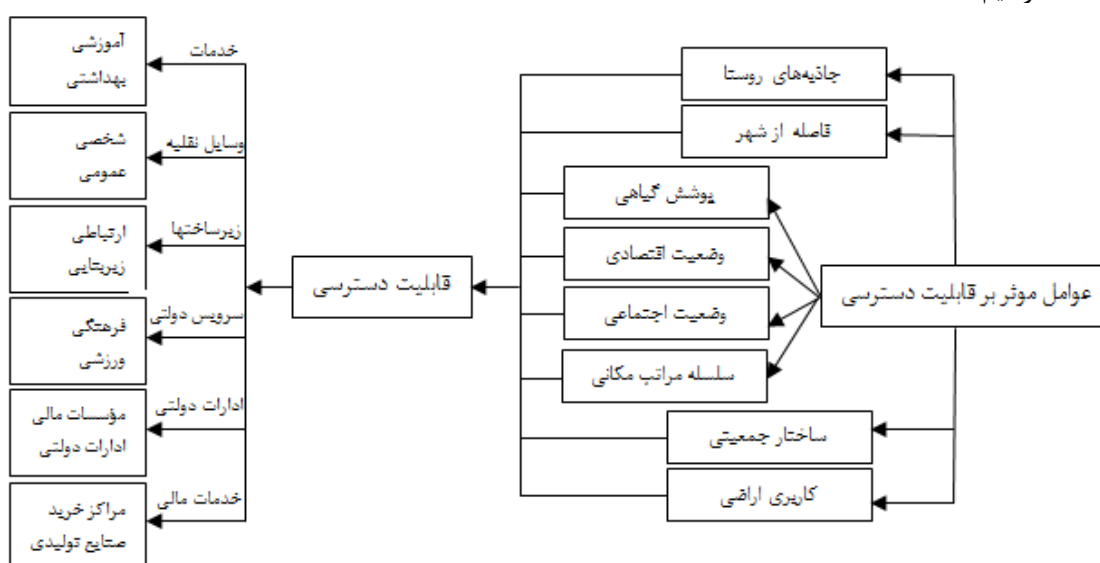 عوامل موثر بر قابلیت دسترسی
جاذبه‌های روستا
فاصله از شهر
پوشش گیاهی
وضعیت اقتصادی
وضعیت اجتماعی
سلسله مراتب مکانی
ساختار جمعیتی
کاربری اراضی
قابلیت دسترسی
خدمات
آموزشی
بهداشتی
وسایل نقلیه
شخصی
عمومی
زیرساختها
ارتباطی
زیربنایی
سرویس دولتی
فرهنگی
ورزشی
ادارات دولتی
مؤسسات مالی
ادارات دولتی
خدمات مالی
مراکز خرید
صنایع تولیدی